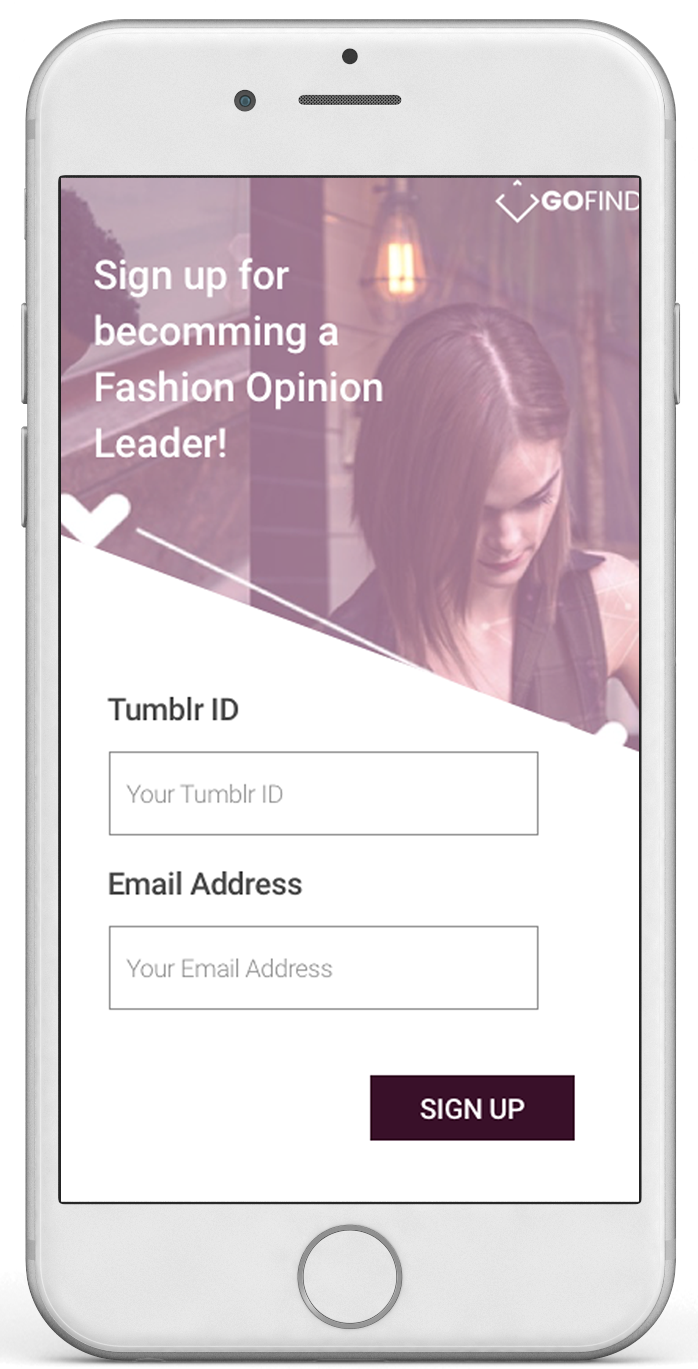 GOFIND
Sign up for
becomming a
Fashion Opinion
Leader!
Tumblr ID
Your Tumblr ID
Email Address
Your Email Address
SIGN UP